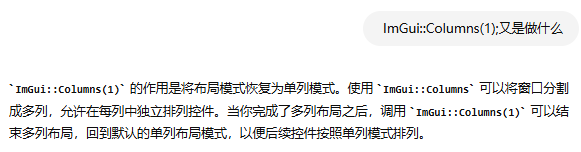 ImGui::Columns(1);又是做什么
`ImGui::Columns(1)` 的作用是将布局模式恢复为单列模式。使用 `ImGui::Columns` 可以将窗口分割
成多列，允许在每列中独立排列控件。当你完成了多列布局之后，调用 `ImGui::Columns(1)` 可以结
束多列布局，回到默认的单列布局模式，以便后续控件按照单列模式排列。